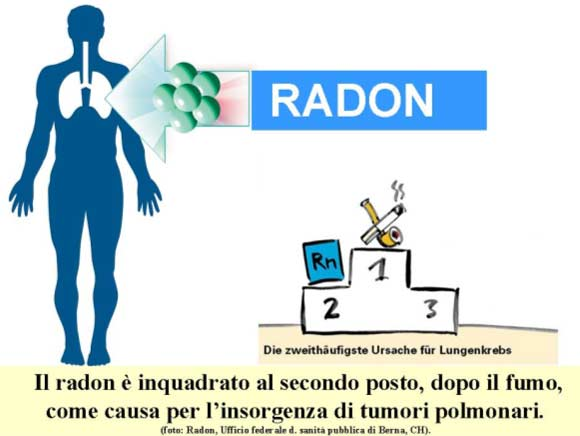 RADON
Rn
1
2
3
Die zweithäufigste Ursache für Lungenkrebs
Il radon è inquadrato al secondo posto, dopo il fumo,
come causa per l'insorgenza di tumori polmonari.
(foto: Radon, Ufficio federale d. sanità pubblica di Berna, CH).